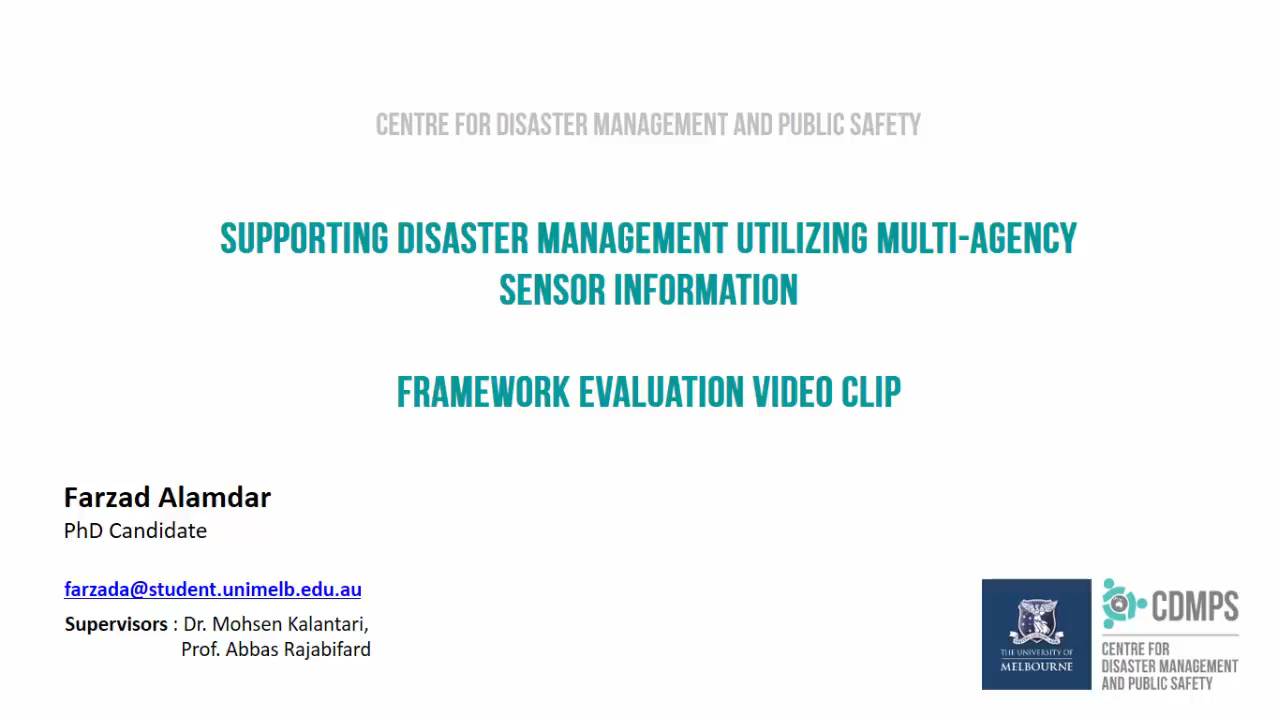 CENTRE FOR DISASTER MANAGEMENT AND PUBLIC SAFETY
SUPPORTING DISASTER MANAGEMENT UTILIZING MULTI-AGENCY
SENSOR INFORMATION
FRAMEWORK EVALUATION VIDEO CLIP
Farzad Alamdar
PhD Candidate
farzada@student.unimelb.edu.au
Supervisors : Dr. Mohsen Kalantari,
Prof. Abbas Rajabifard
THE UNIVERSITY OF
MELBOURNE
CDMPS
CENTRE FOR
DISASTER MANAGEMENT
AND PUBLIC SAFETY